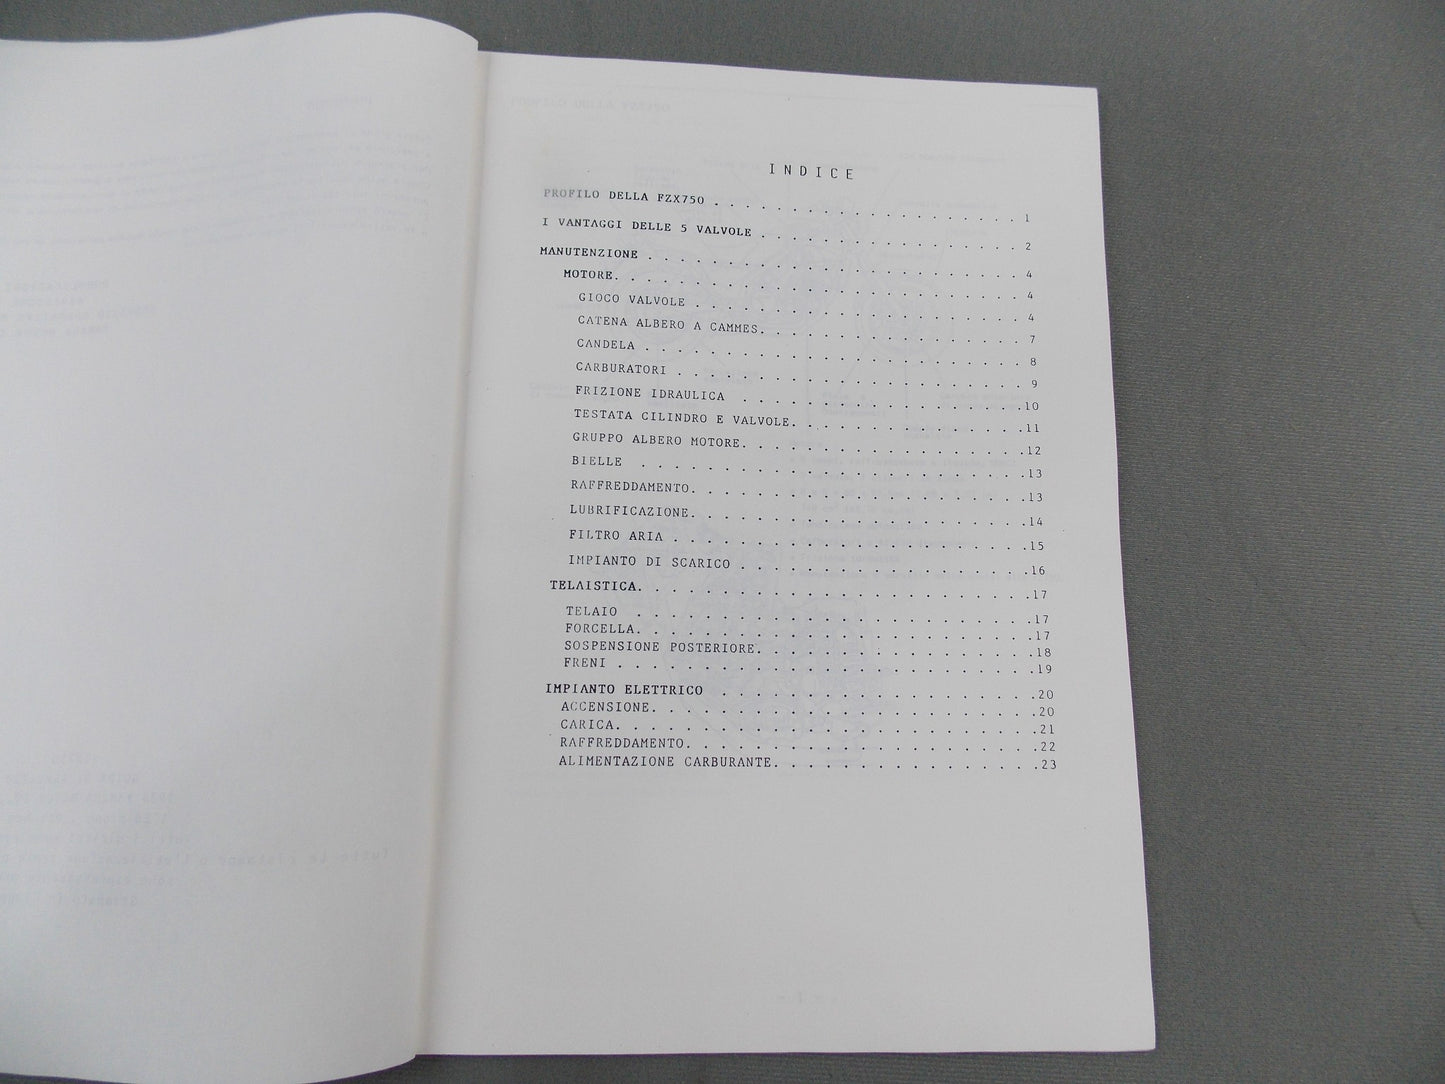 INDICE
PROFILO DELLA FZX750 . . . . . . . . . . . . . . . . . . . . 1
I VANTAGGI DELLE 5 VALVOLE . . . . . . . . . . . . . . . . . 2
MANUTENZIONE . . . . . . . . . . . . . . . . . . . . . . . . 4
MOTORE. . . . . . . . . . . . . . . . . . . . . . . . . . . 4
GIOCO VALVOLE . . . . . . . . . . . . . . . . . . . . . . 4
CATENA ALBERO A CAMMES. . . . . . . . . . . . . . . . . . 7
CANDELA . . . . . . . . . . . . . . . . . . . . . . . . . 8
CARBURATORI . . . . . . . . . . . . . . . . . . . . . . . 9
FRIZIONE IDRAULICA . . . . . . . . . . . . . . . . . . .10
TESTATA CILINDRO E VALVOLE. . . . . . . . . . . . . . . .11
GRUPPO ALBERO MOTORE. . . . . . . . . . . . . . . . . . .12
BIELLE . . . . . . . . . . . . . . . . . . . . . . . . .13
RAFFREDDAMENTO. . . . . . . . . . . . . . . . . . . . . .13
LUBRIFICAZIONE. . . . . . . . . . . . . . . . . . . . . .14
FILTRO ARIA . . . . . . . . . . . . . . . . . . . . . . .15
IMPIANTO DI SCARICO . . . . . . . . . . . . . . . . . . .16
TELAISTICA. . . . . . . . . . . . . . . . . . . . . . . . .17
TELAIO . . . . . . . . . . . . . . . . . . . . . . . . .17
FORCELLA. . . . . . . . . . . . . . . . . . . . . . . . .17
SOSPENSIONE POSTERIORE. . . . . . . . . . . . . . . . . .18
FRENI . . . . . . . . . . . . . . . . . . . . . . . . . .19
IMPIANTO ELETTRICO . . . . . . . . . . . . . . . . . . . .20
ACCENSIONE. . . . . . . . . . . . . . . . . . . . . . . .20
CARICA. . . . . . . . . . . . . . . . . . . . . . . . . .21
RAFFREDDAMENTO. . . . . . . . . . . . . . . . . . . . . .22
ALIMENTAZIONE CARBURANTE. . . . . . . . . . . . . . . . .23